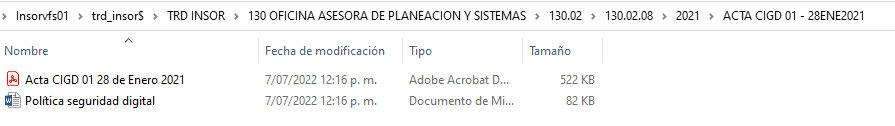 Insorvfs01 > trd_insor$ > TRD INSOR > 130 OFICINA ASESORA DE PLANEACION Y SISTEMAS > 130.02 > 130.02.08 > 2021 > ACTA CIGD 01 - 28ENE2021
Nombre Fecha de modificación Tipo Tamaño
Acta CIGD 01 28 de Enero 2021 7/07/2022 12:16 p. m. Adobe Acrobat D... 522 KB
Política seguridad digital 7/07/2022 12:16 p. m. Documento de Mi... 82 KB